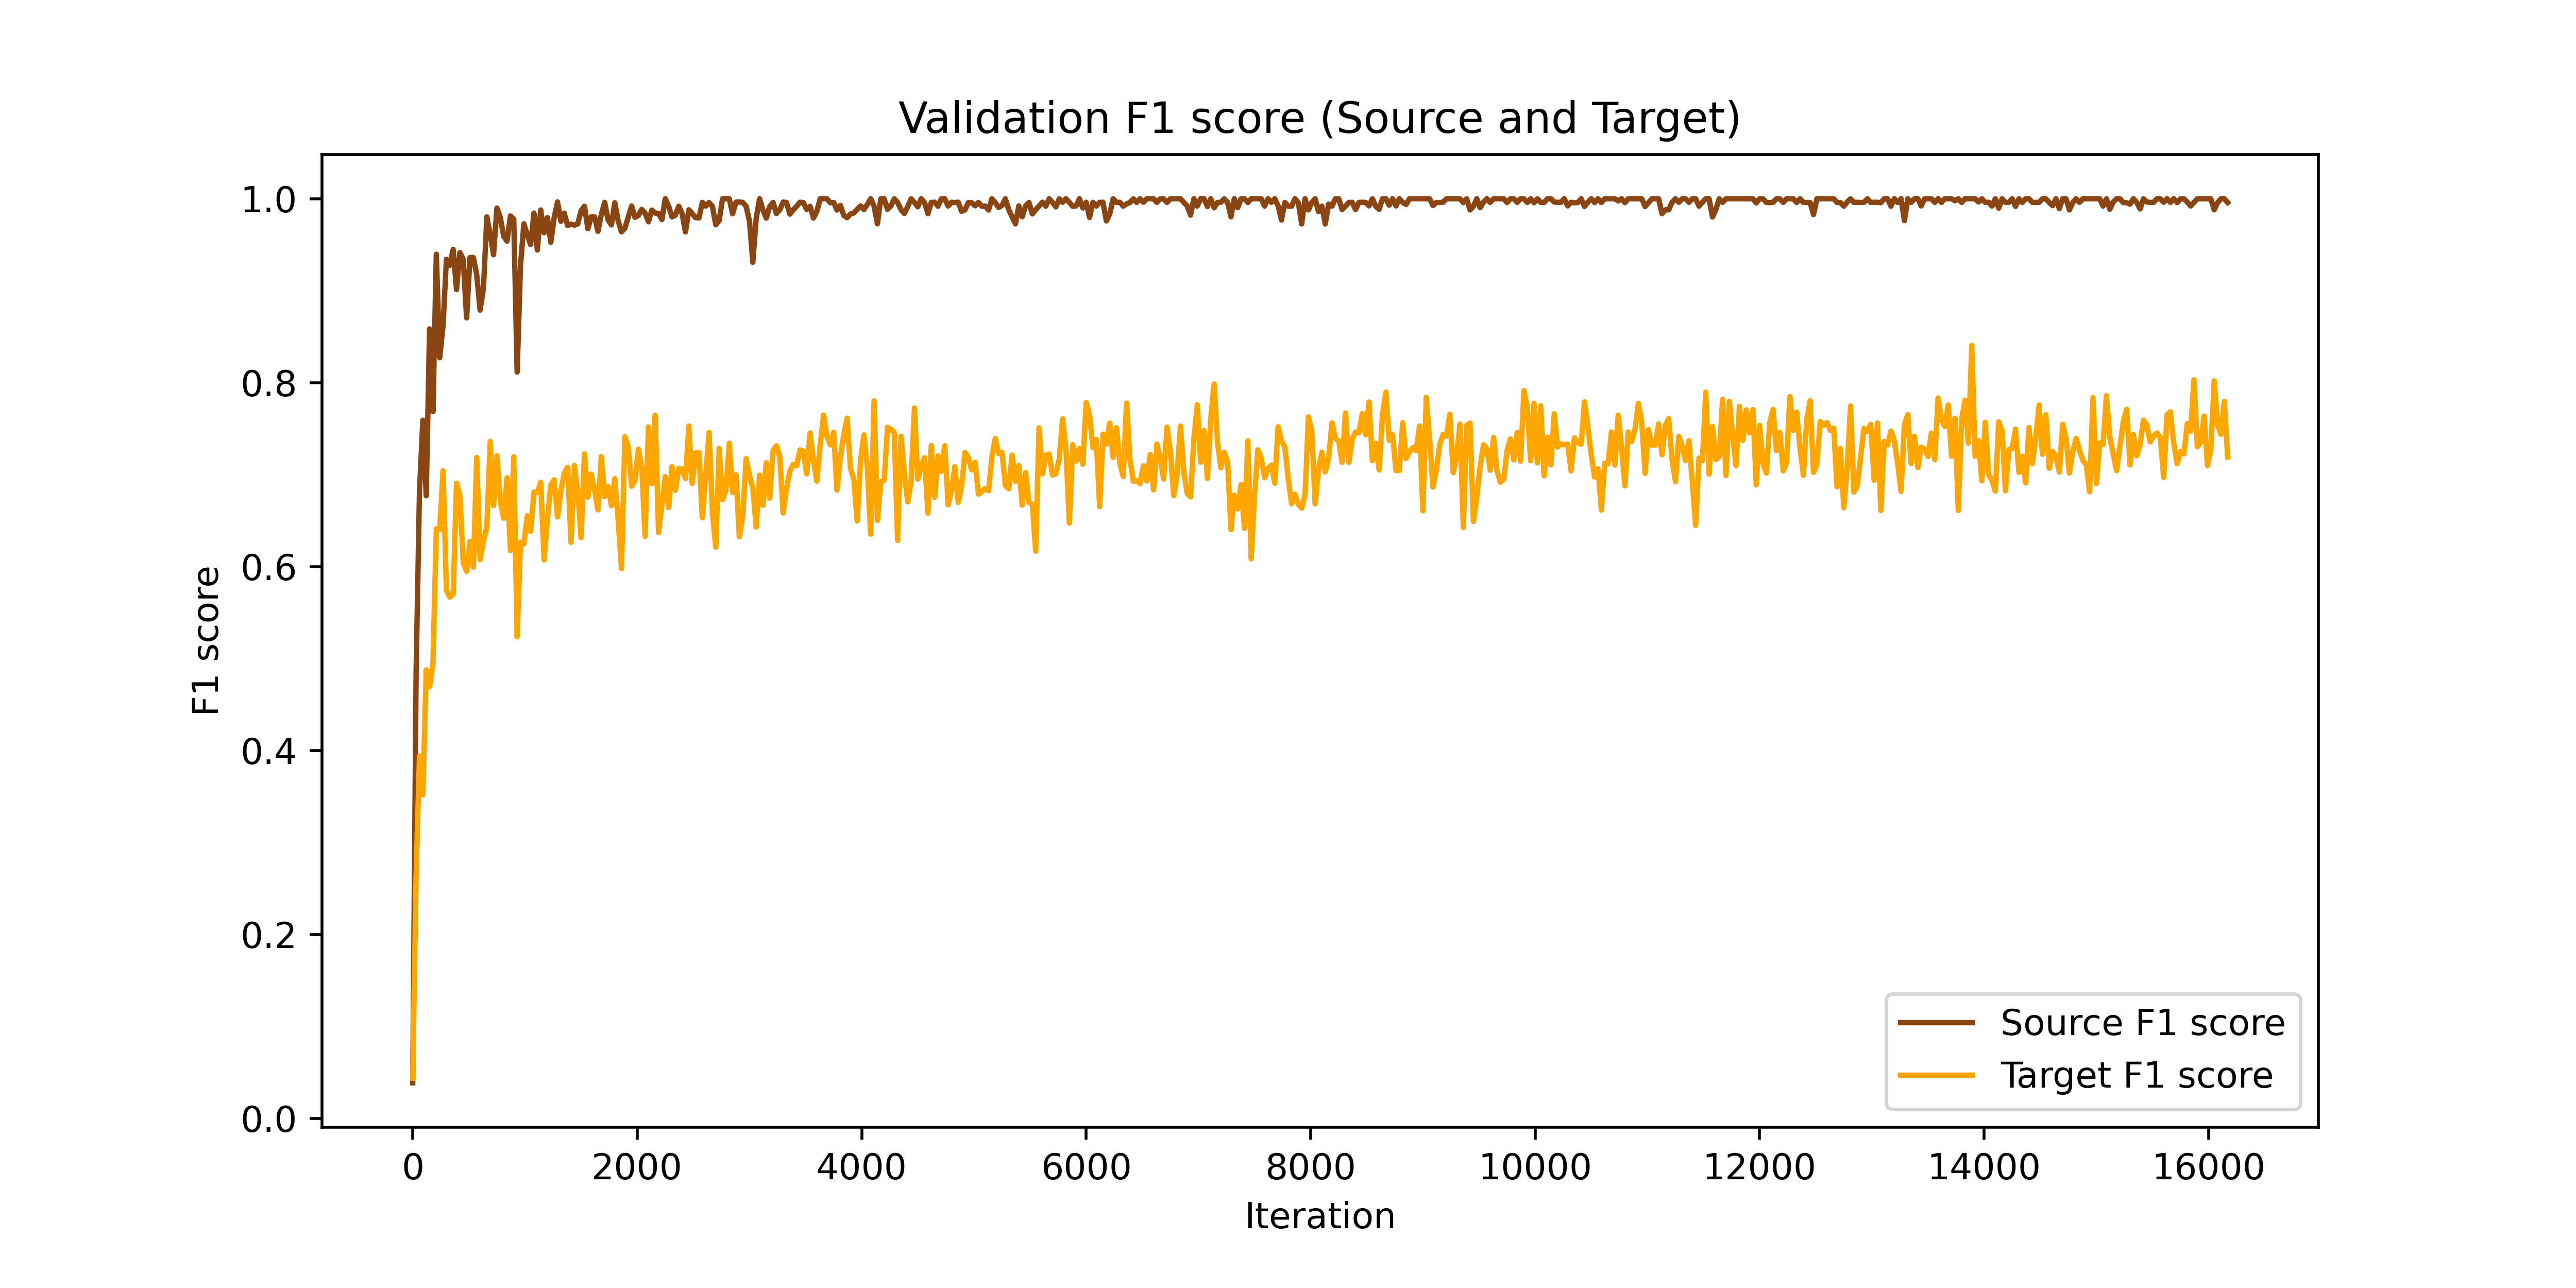 Validation F1 score (Source and Target)
1.0
0.8
0.6
0.4
0.2
0.0
F1 score
0 2000 4000 6000 8000 10000 12000 14000 16000
Iteration
Source F1 score
Target F1 score